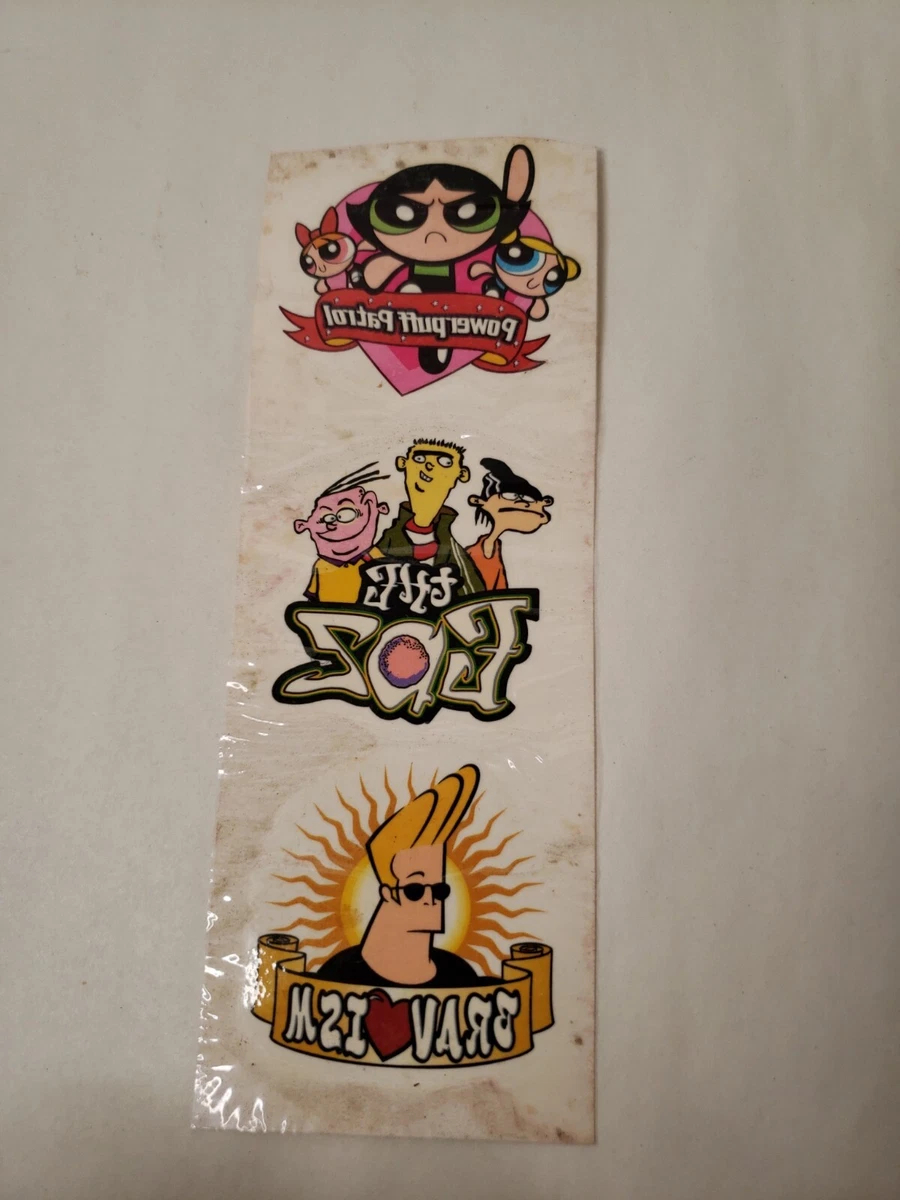 Powerpuff Patrol
thE
EDZ
BRAV ISM